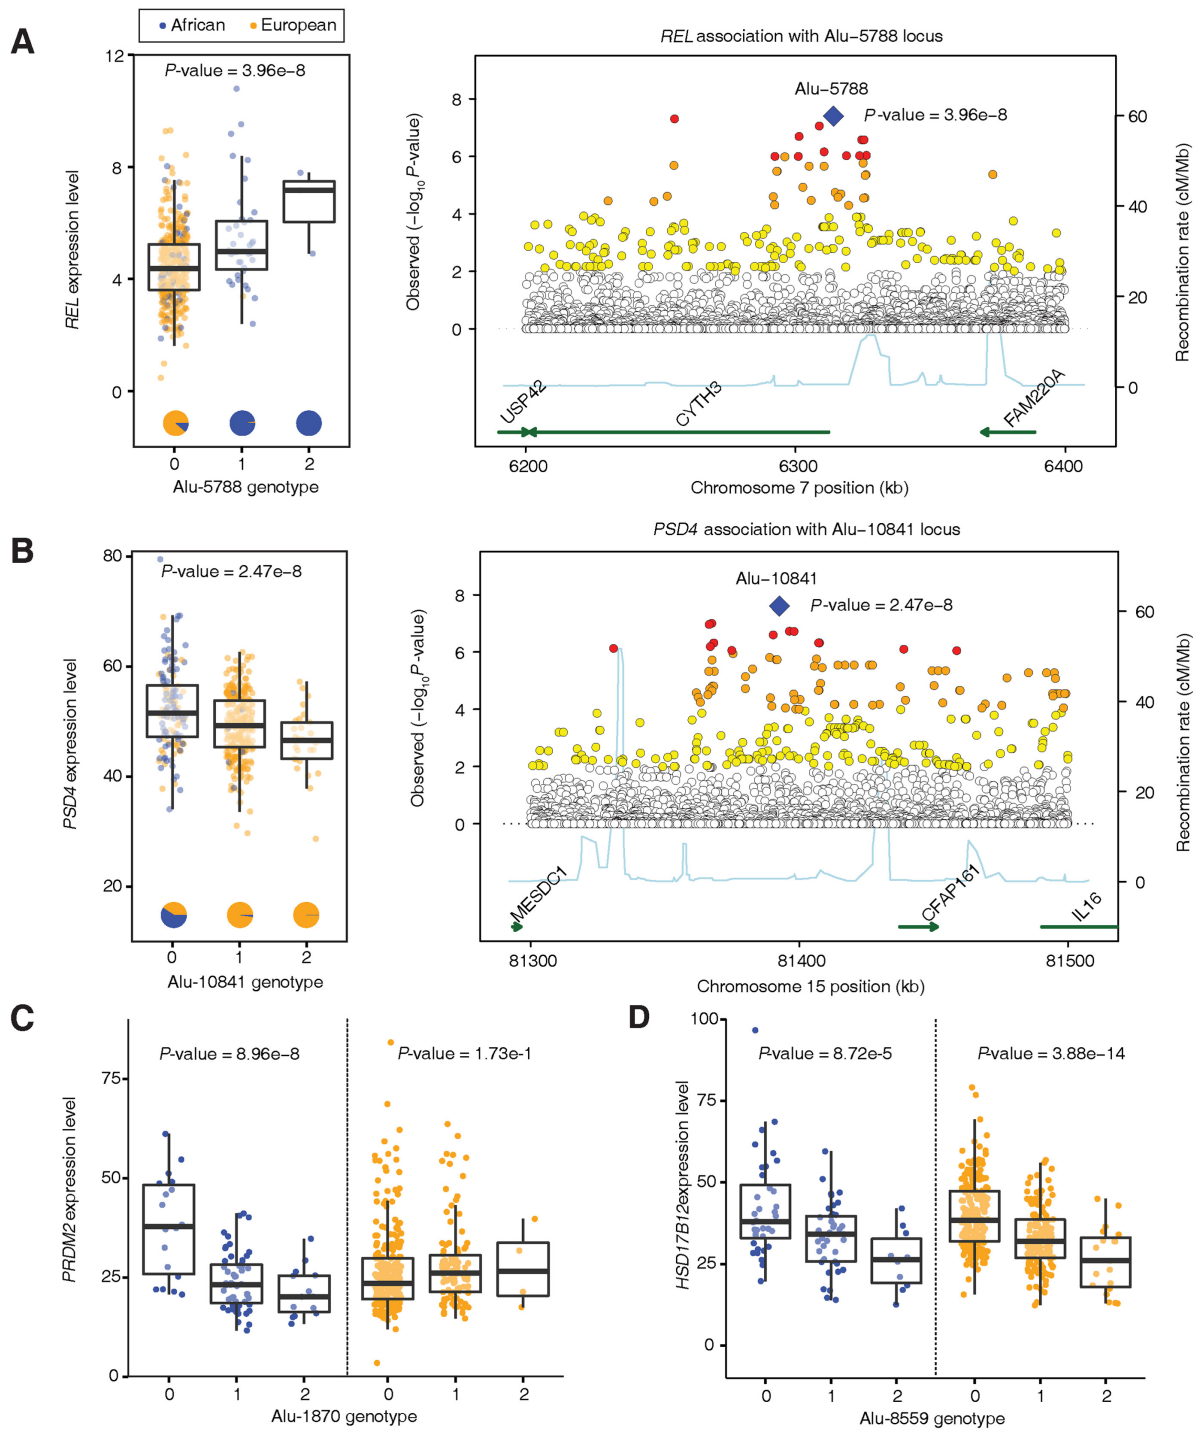 A
African European
P-value = 3.96e−8
REL expression level
12
8
4
0
0 1 2
Alu-5788 genotype
REL association with Alu−5788 locus
Alu−5788
P-value = 3.96e−8
Observed (−log10 P-value)
8
6
4
2
0
60
40
20
0
Recombination rate (cM/Mb)
USP42 CYTH3 FAM220A
6200 6300 6400
Chromosome 7 position (kb)
B
P-value = 2.47e−8
PSD4 expression level
80
60
40
20
0 1 2
Alu-10841 genotype
PSD4 association with Alu−10841 locus
Alu−10841
P-value = 2.47e−8
Observed (−log10 P-value)
8
6
4
2
0
60
40
20
0
Recombination rate (cM/Mb)
MESDC1 CFAP161 IL16
81300 81400 81500
Chromosome 15 position (kb)
C
P-value = 8.96e−8 P-value = 1.73e-1
PRDM2 expression level
75
50
25
0
0 1 2 0 1 2
Alu-1870 genotype
D
P-value = 8.72e-5 P-value = 3.88e−14
HSD17B12 expression level
100
75
50
25
0
0 1 2 0 1 2
Alu-8559 genotype